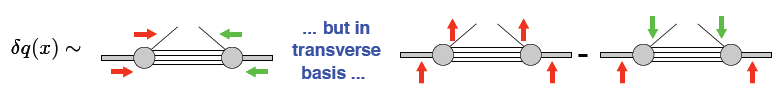 δq(x) ~
... but in
transverse
basis ...
-